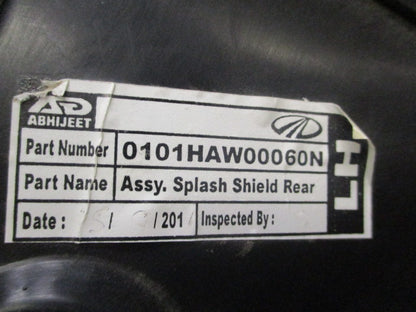 ABHIJEET
Part Number 0101HAW00060N
Part Name Assy. Splash Shield Rear
Date : / /201 Inspected By :
LH